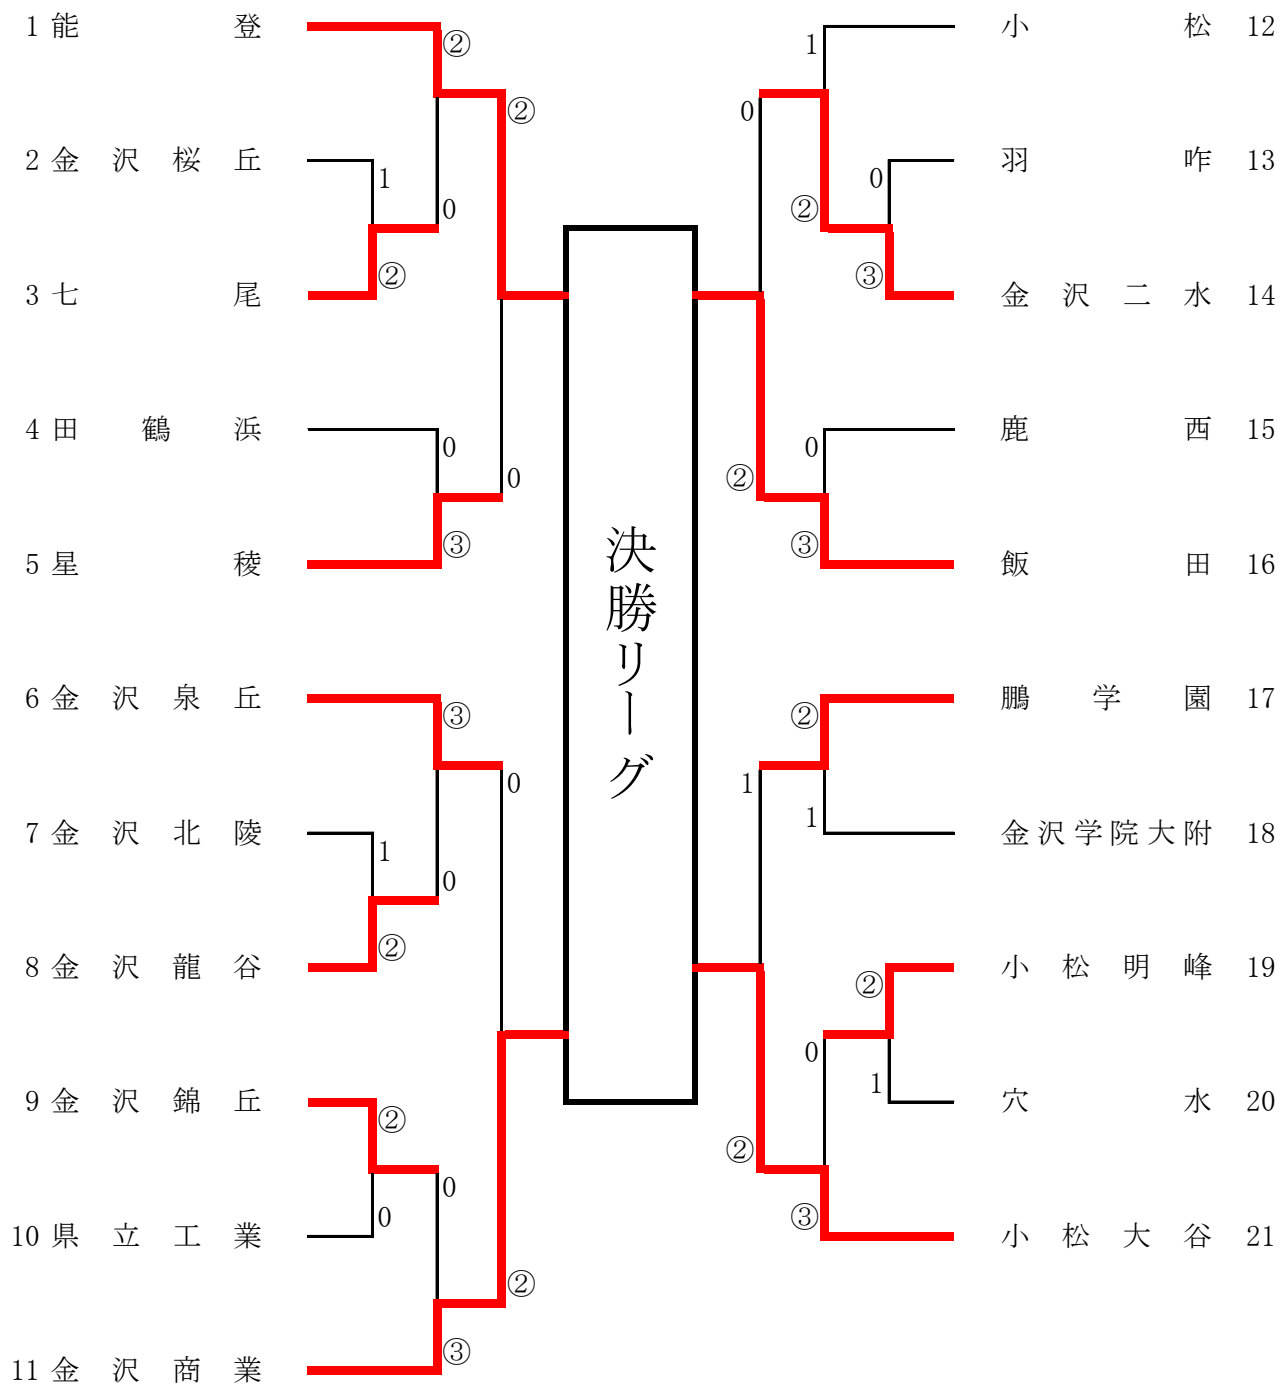 1 能登
②
②
2 金沢桜丘
1
0
3 七尾
②
4 田鶴浜
0
0
5 星稜
③
6 金沢泉丘
③
0
7 金沢北陵
1
0
8 金沢龍谷
②
9 金沢錦丘
②
0
10 県立工業
0
②
11 金沢商業
③
決勝リーグ
小松 12
1
0
羽咋 13
0
②
金沢二水 14
③
鹿西 15
0
②
飯田 16
③
鵬学園 17
②
1
金沢学院大附 18
1
小松明峰 19
②
0
穴水 20
1
②
小松大谷 21
③